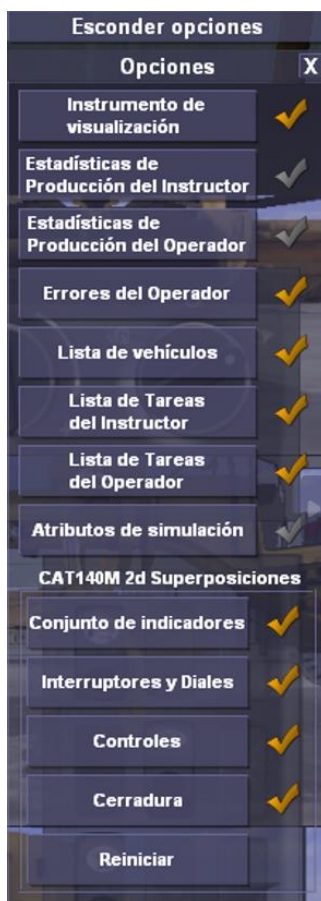 Esconder opciones
Opciones X
Instrumento de
visualización
Estadísticas de
Producción del Instructor
Estadísticas de
Producción del Operador
Errores del Operador
Lista de vehículos
Lista de Tareas
del Instructor
Lista de Tareas
del Operador
Atributos de simulación
CAT140M 2d Superposiciones
Conjunto de indicadores
Interruptores y Diales
Controles
Cerradura
Reiniciar